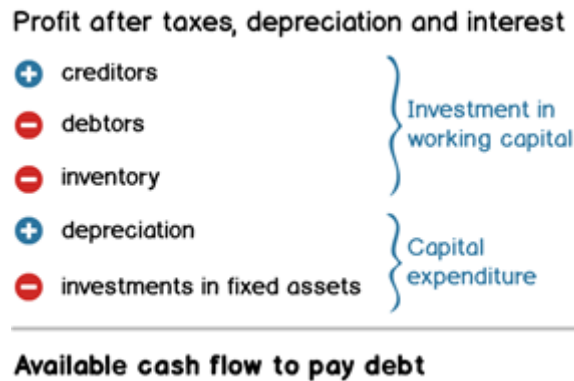 Profit after taxes, depreciation and interest
+ creditors
− debtors
− inventory
Investment in
working capital
+ depreciation
− investments in fixed assets
Capital
expenditure
Available cash flow to pay debt